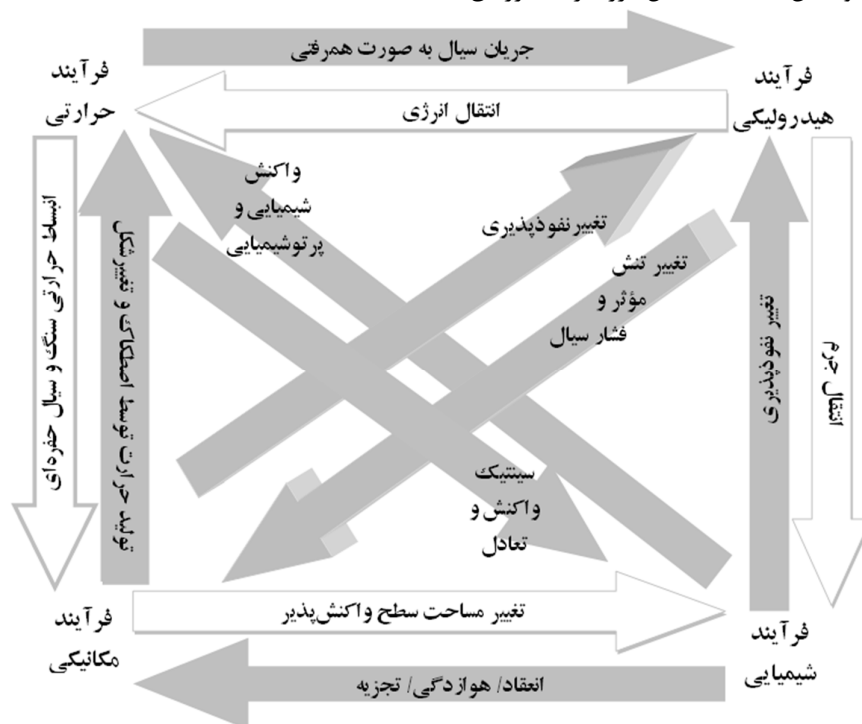 جریان سیال به صورت همرفتی
فرآیند
حرارتی
فرآیند
هیدرولیکی
انتقال انرژی
واکنش
شیمیایی و
پرتوشیمیایی
تغییر نفوذپذیری
تغییر تنش
مؤثر و
فشار سیال
انبساط حرارتی سنگ و سیال حفره‌ای
تولید حرارت توسط اصطکاک و تغییر شکل
تغییر نفوذپذیری
انتقال جرم
سینتیک
واکنش و
تعادل
تغییر مساحت سطح واکنش‌پذیر
فرآیند
مکانیکی
فرآیند
شیمیایی
انعقاد/ هوازدگی/ تجزیه